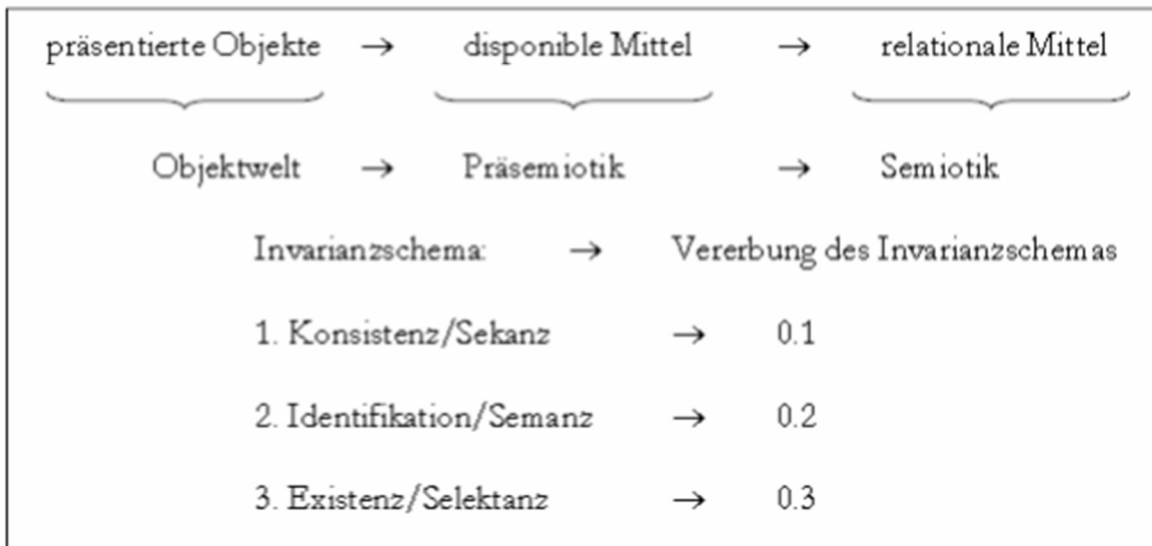 präsentierte Objekte → disponible Mittel → relationale Mittel
Objektwelt → Präsemiotik → Semiotik
Invarianzschema: → Vererbung des Invarianzschemas
1. Konsistenz/Sekanz → 0.1
2. Identifikation/Semanz → 0.2
3. Existenz/Selektanz → 0.3